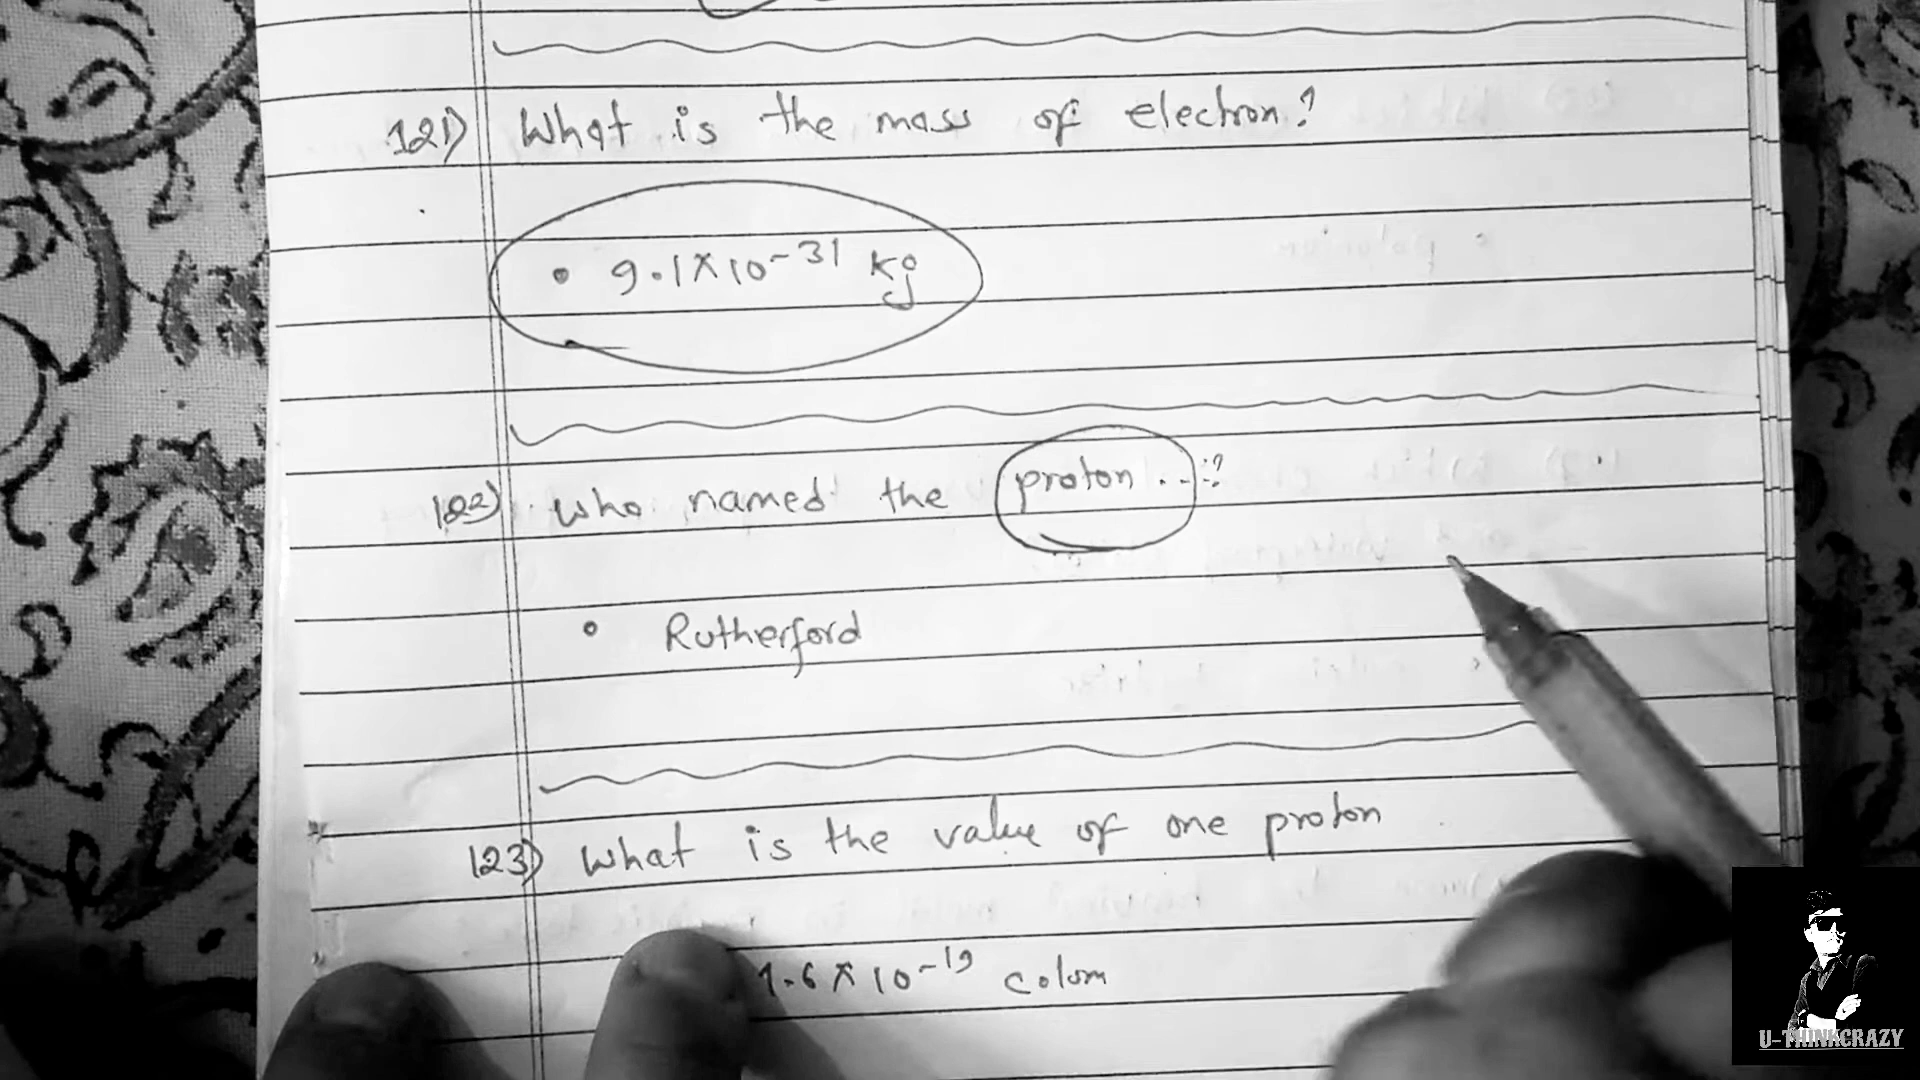 121) What is the mass of electron?
• 9.1×10-31 kg
122) who named the proton...?
• Rutherford
123) What is the value of one proton
1.6×10-19 colom
U-THINKCRAZY